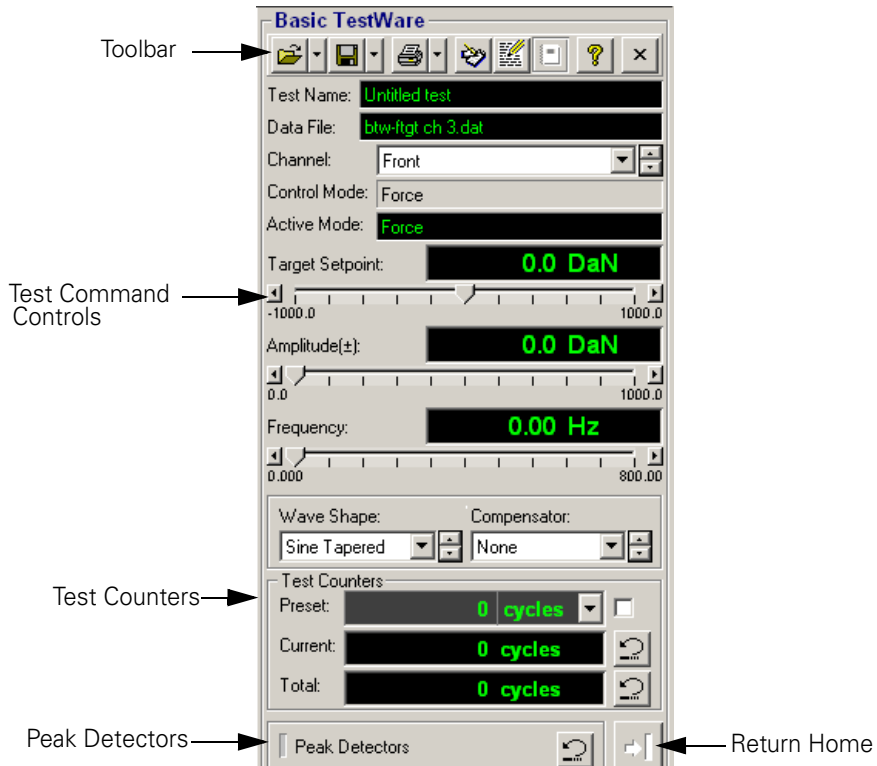 Basic TestWare
Toolbar
Test Name: Untitled test
Data File: btw-ftgt ch 3.dat
Channel: Front
Control Mode: Force
Active Mode: Force
Target Setpoint: 0.0 DaN
Test Command Controls
-1000.0 1000.0
Amplitude(±): 0.0 DaN
0.0 1000.0
Frequency: 0.00 Hz
0.000 800.00
Wave Shape: Compensator:
Sine Tapered None
Test Counters
Test Counters
Preset: 0 cycles
Current: 0 cycles
Total: 0 cycles
Peak Detectors
Peak Detectors
Return Home